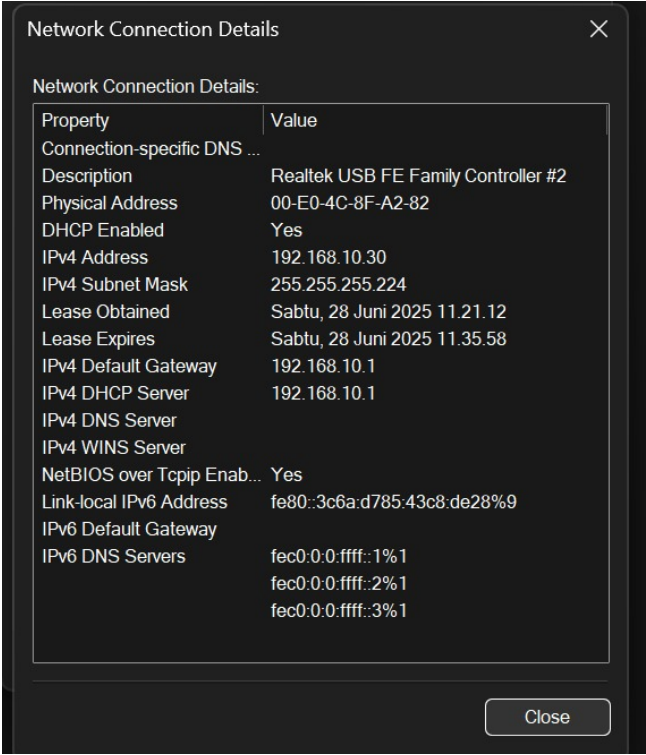 Network Connection Details
Network Connection Details:
Property Value
Connection-specific DNS ...
Description Realtek USB FE Family Controller #2
Physical Address 00-E0-4C-8F-A2-82
DHCP Enabled Yes
IPv4 Address 192.168.10.30
IPv4 Subnet Mask 255.255.255.224
Lease Obtained Sabtu, 28 Juni 2025 11.21.12
Lease Expires Sabtu, 28 Juni 2025 11.35.58
IPv4 Default Gateway 192.168.10.1
IPv4 DHCP Server 192.168.10.1
IPv4 DNS Server
IPv4 WINS Server
NetBIOS over Tcpip Enab... Yes
Link-local IPv6 Address fe80::3c6a:d785:43c8:de28%9
IPv6 Default Gateway
IPv6 DNS Servers fec0:0:0:ffff::1%1
fec0:0:0:ffff::2%1
fec0:0:0:ffff::3%1
Close